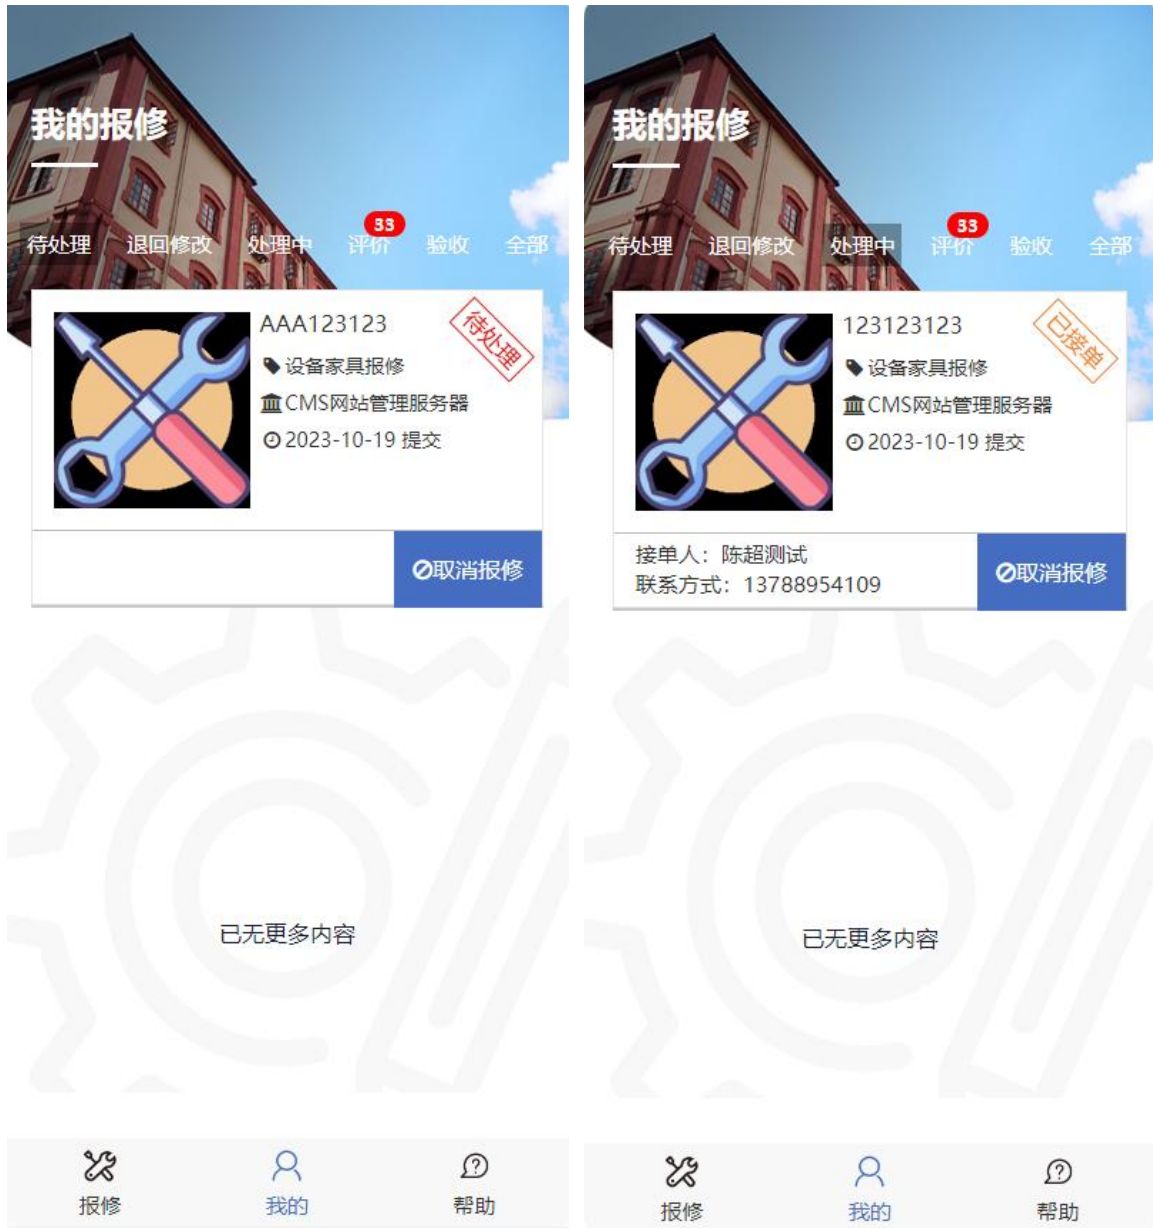 我的报修
待处理 退回修改 处理中 评价 33 验收 全部
AAA123123
待处理
设备家具报修
CMS网站管理服务器
2023-10-19 提交
取消报修
已无更多内容
报修 我的 帮助
我的报修
待处理 退回修改 处理中 评价 33 验收 全部
123123123
已接单
设备家具报修
CMS网站管理服务器
2023-10-19 提交
接单人：陈超测试
联系方式：13788954109
取消报修
已无更多内容
报修 我的 帮助